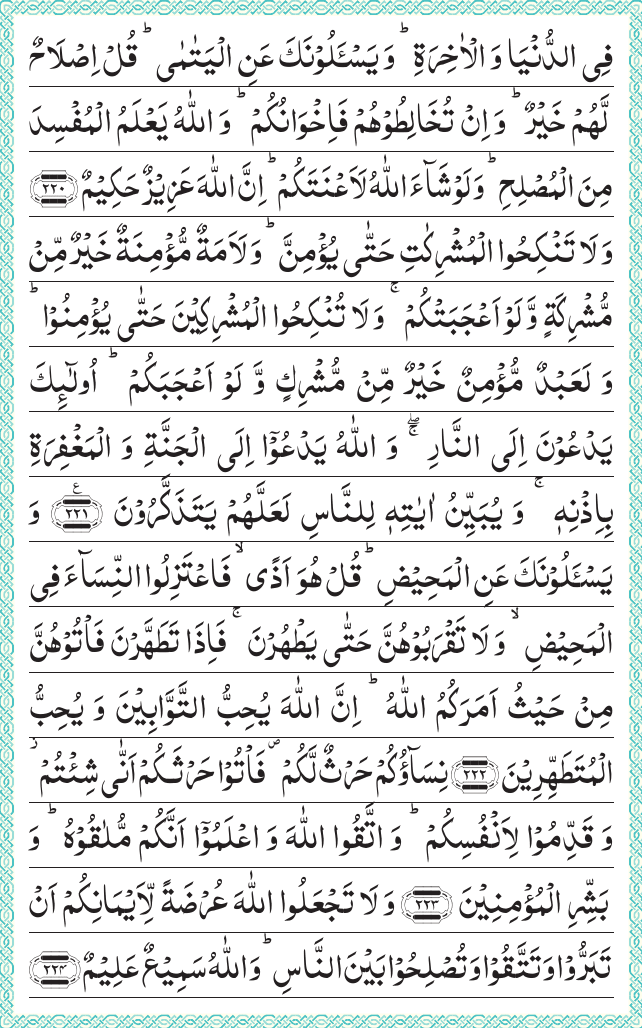 فِی الدُّنۡیَا وَ الۡاٰخِرَۃِ ؕ وَ یَسۡـَٔلُوۡنَکَ عَنِ الۡیَتٰمٰی ؕ قُلۡ اِصۡلَاحٌ
لَّہُمۡ خَیۡرٌ ؕ وَ اِنۡ تُخَالِطُوۡہُمۡ فَاِخۡوَانُکُمۡ ؕ وَ اللّٰہُ یَعۡلَمُ الۡمُفۡسِدَ
مِنَ الۡمُصۡلِحِ ؕ وَ لَوۡ شَآءَ اللّٰہُ لَاَعۡنَتَکُمۡ ؕ اِنَّ اللّٰہَ عَزِیۡزٌ حَکِیۡمٌ ﴿۲۲۰﴾
وَ لَا تَنۡکِحُوا الۡمُشۡرِکٰتِ حَتّٰی یُؤۡمِنَّ ؕ وَ لَاَمَۃٌ مُّؤۡمِنَۃٌ خَیۡرٌ مِّنۡ
مُّشۡرِکَۃٍ وَّ لَوۡ اَعۡجَبَتۡکُمۡ ۚ وَ لَا تُنۡکِحُوا الۡمُشۡرِکِیۡنَ حَتّٰی یُؤۡمِنُوۡا ؕ
وَ لَعَبۡدٌ مُّؤۡمِنٌ خَیۡرٌ مِّنۡ مُّشۡرِکٍ وَّ لَوۡ اَعۡجَبَکُمۡ ؕ اُولٰٓئِکَ
یَدۡعُوۡنَ اِلَی النَّارِ ۚۖ وَ اللّٰہُ یَدۡعُوۡۤا اِلَی الۡجَنَّۃِ وَ الۡمَغۡفِرَۃِ
بِاِذۡنِہٖ ۚ وَ یُبَیِّنُ اٰیٰتِہٖ لِلنَّاسِ لَعَلَّہُمۡ یَتَذَکَّرُوۡنَ ﴿۲۲۱﴾ ع وَ
یَسۡـَٔلُوۡنَکَ عَنِ الۡمَحِیۡضِ ؕ قُلۡ ہُوَ اَذًی ۙ فَاعۡتَزِلُوا النِّسَآءَ فِی
الۡمَحِیۡضِ ۙ وَ لَا تَقۡرَبُوۡہُنَّ حَتّٰی یَطۡہُرۡنَ ۚ فَاِذَا تَطَہَّرۡنَ فَاۡتُوۡہُنَّ
مِنۡ حَیۡثُ اَمَرَکُمُ اللّٰہُ ؕ اِنَّ اللّٰہَ یُحِبُّ التَّوَّابِیۡنَ وَ یُحِبُّ
الۡمُتَطَہِّرِیۡنَ ﴿۲۲۲﴾ نِسَآؤُکُمۡ حَرۡثٌ لَّکُمۡ ۪ فَاۡتُوۡا حَرۡثَکُمۡ اَنّٰی شِئۡتُمۡ ۫
وَ قَدِّمُوۡا لِاَنۡفُسِکُمۡ ؕ وَ اتَّقُوا اللّٰہَ وَ اعۡلَمُوۡۤا اَنَّکُمۡ مُّلٰقُوۡہُ ؕ وَ
بَشِّرِ الۡمُؤۡمِنِیۡنَ ﴿۲۲۳﴾ وَ لَا تَجۡعَلُوا اللّٰہَ عُرۡضَۃً لِّاَیۡمَانِکُمۡ اَنۡ
تَبَرُّوۡا وَ تَتَّقُوۡا وَ تُصۡلِحُوۡا بَیۡنَ النَّاسِ ؕ وَ اللّٰہُ سَمِیۡعٌ عَلِیۡمٌ ﴿۲۲۴﴾